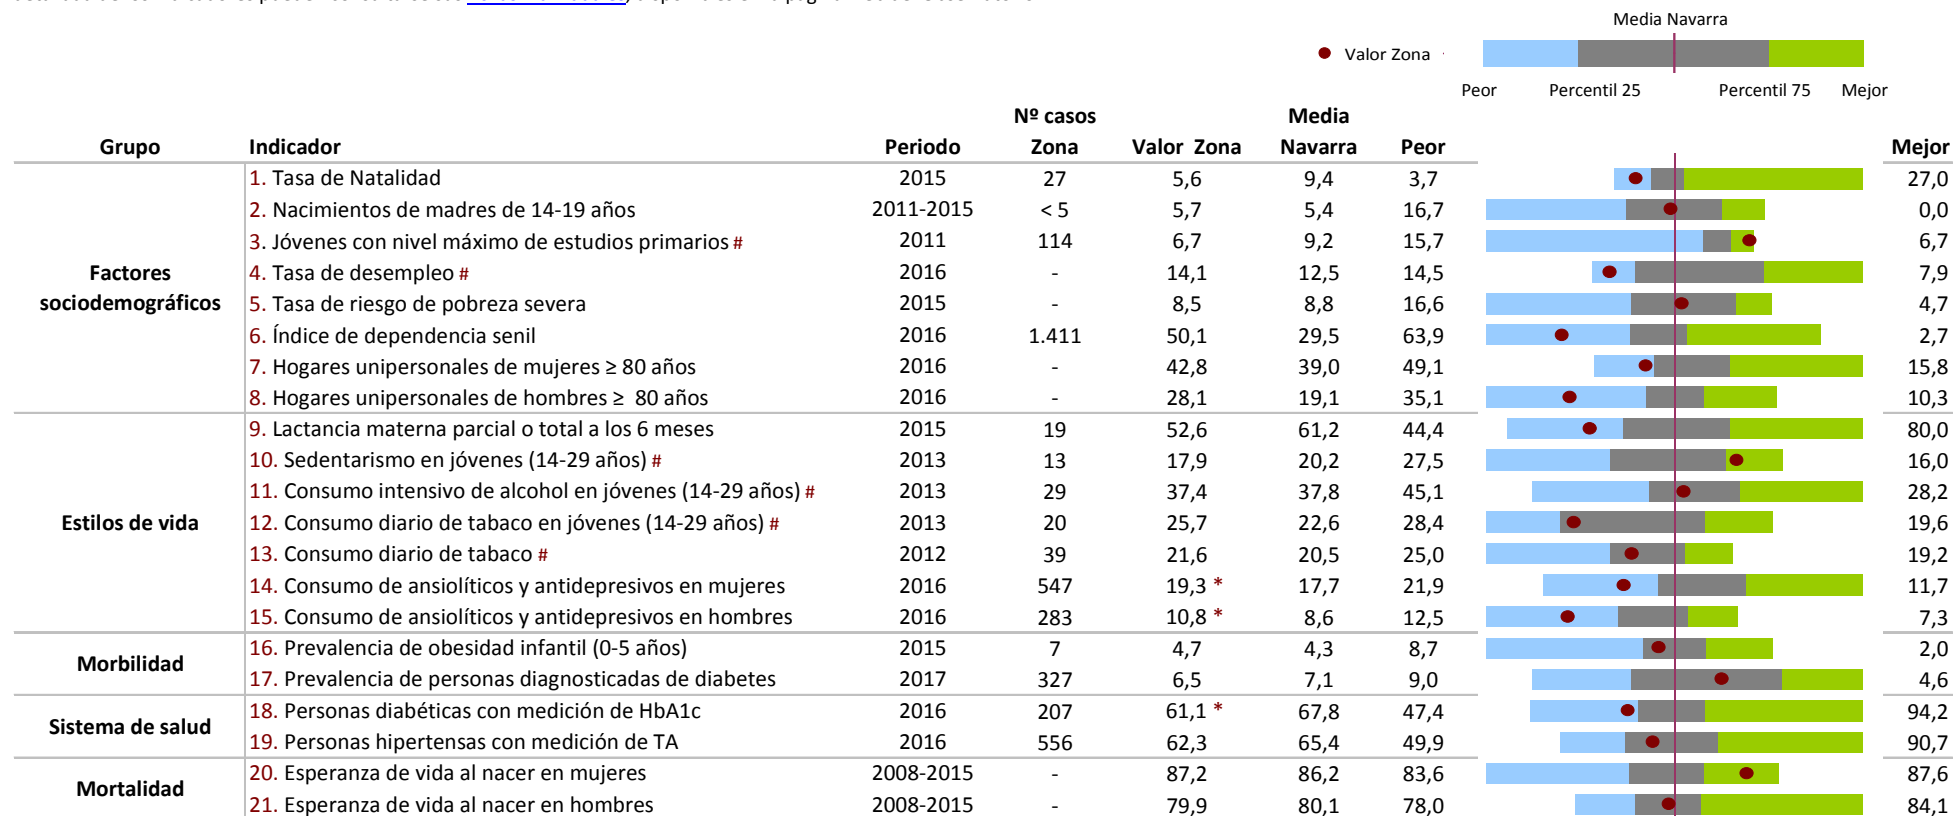 Media Navarra
Valor Zona
Peor Percentil 25 Percentil 75 Mejor
Nº casos Media
Grupo Indicador Periodo Zona Valor Zona Navarra Peor Mejor
1. Tasa de Natalidad 2015 27 5,6 9,4 3,7 27,0
2. Nacimientos de madres de 14-19 años 2011-2015 < 5 5,7 5,4 16,7 0,0
3. Jóvenes con nivel máximo de estudios primarios # 2011 114 6,7 9,2 15,7 6,7
Factores 4. Tasa de desempleo # 2016 - 14,1 12,5 14,5 7,9
sociodemográficos 5. Tasa de riesgo de pobreza severa 2015 - 8,5 8,8 16,6 4,7
6. Índice de dependencia senil 2016 1.411 50,1 29,5 63,9 2,7
7. Hogares unipersonales de mujeres ≥ 80 años 2016 - 42,8 39,0 49,1 15,8
8. Hogares unipersonales de hombres ≥ 80 años 2016 - 28,1 19,1 35,1 10,3
9. Lactancia materna parcial o total a los 6 meses 2015 19 52,6 61,2 44,4 80,0
10. Sedentarismo en jóvenes (14-29 años) # 2013 13 17,9 20,2 27,5 16,0
11. Consumo intensivo de alcohol en jóvenes (14-29 años) # 2013 29 37,4 37,8 45,1 28,2
Estilos de vida 12. Consumo diario de tabaco en jóvenes (14-29 años) # 2013 20 25,7 22,6 28,4 19,6
13. Consumo diario de tabaco # 2012 39 21,6 20,5 25,0 19,2
14. Consumo de ansiolíticos y antidepresivos en mujeres 2016 547 19,3 * 17,7 21,9 11,7
15. Consumo de ansiolíticos y antidepresivos en hombres 2016 283 10,8 * 8,6 12,5 7,3
Morbilidad 16. Prevalencia de obesidad infantil (0-5 años) 2015 7 4,7 4,3 8,7 2,0
17. Prevalencia de personas diagnosticadas de diabetes 2017 327 6,5 7,1 9,0 4,6
Sistema de salud 18. Personas diabéticas con medición de HbA1c 2016 207 61,1 * 67,8 47,4 94,2
19. Personas hipertensas con medición de TA 2016 556 62,3 65,4 49,9 90,7
Mortalidad 20. Esperanza de vida al nacer en mujeres 2008-2015 - 87,2 86,2 83,6 87,6
21. Esperanza de vida al nacer en hombres 2008-2015 - 79,9 80,1 78,0 84,1